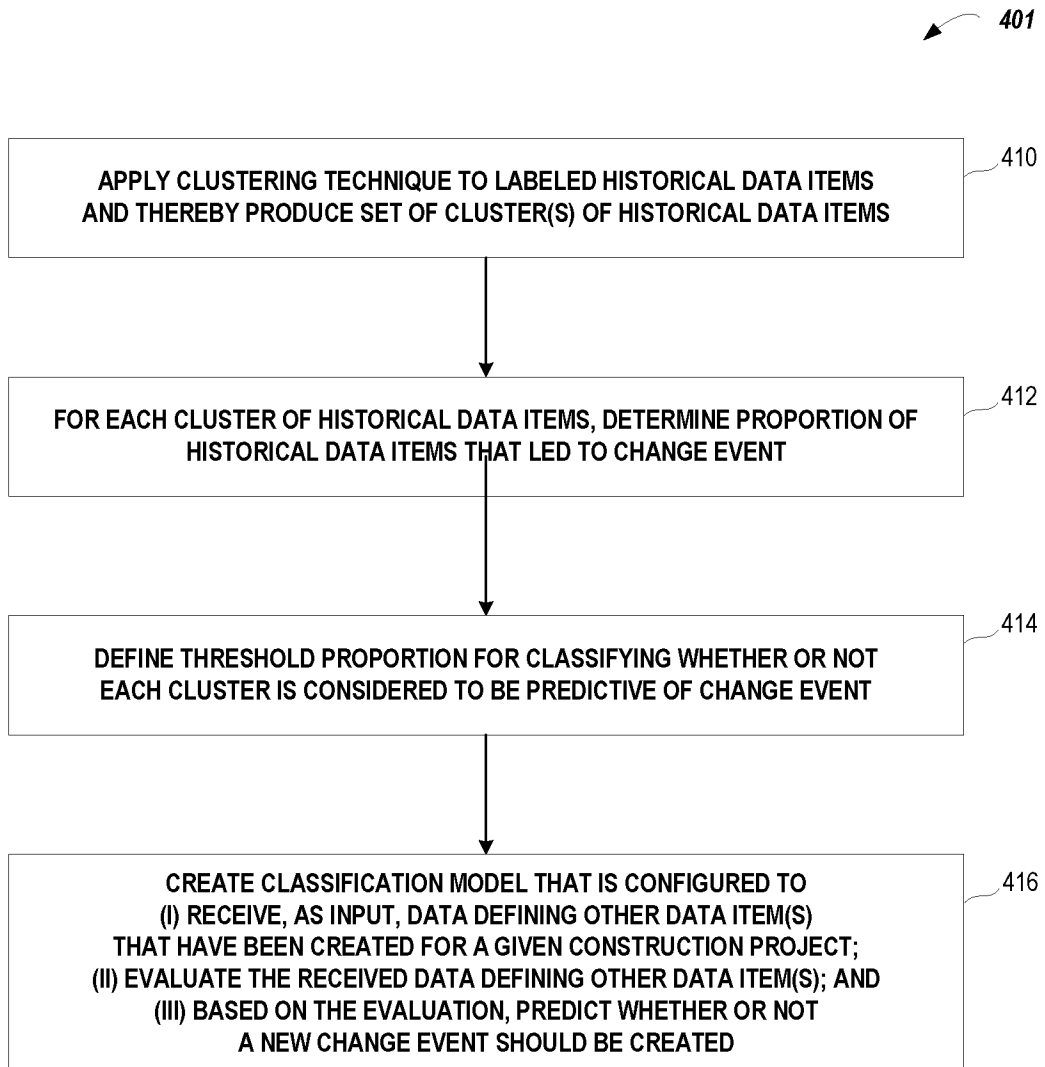 401
410
APPLY CLUSTERING TECHNIQUE TO LABELED HISTORICAL DATA ITEMS
AND THEREBY PRODUCE SET OF CLUSTER(S) OF HISTORICAL DATA ITEMS
412
FOR EACH CLUSTER OF HISTORICAL DATA ITEMS, DETERMINE PROPORTION OF
HISTORICAL DATA ITEMS THAT LED TO CHANGE EVENT
414
DEFINE THRESHOLD PROPORTION FOR CLASSIFYING WHETHER OR NOT
EACH CLUSTER IS CONSIDERED TO BE PREDICTIVE OF CHANGE EVENT
416
CREATE CLASSIFICATION MODEL THAT IS CONFIGURED TO
(I) RECEIVE, AS INPUT, DATA DEFINING OTHER DATA ITEM(S)
THAT HAVE BEEN CREATED FOR A GIVEN CONSTRUCTION PROJECT;
(II) EVALUATE THE RECEIVED DATA DEFINING OTHER DATA ITEM(S); AND
(III) BASED ON THE EVALUATION, PREDICT WHETHER OR NOT
A NEW CHANGE EVENT SHOULD BE CREATED